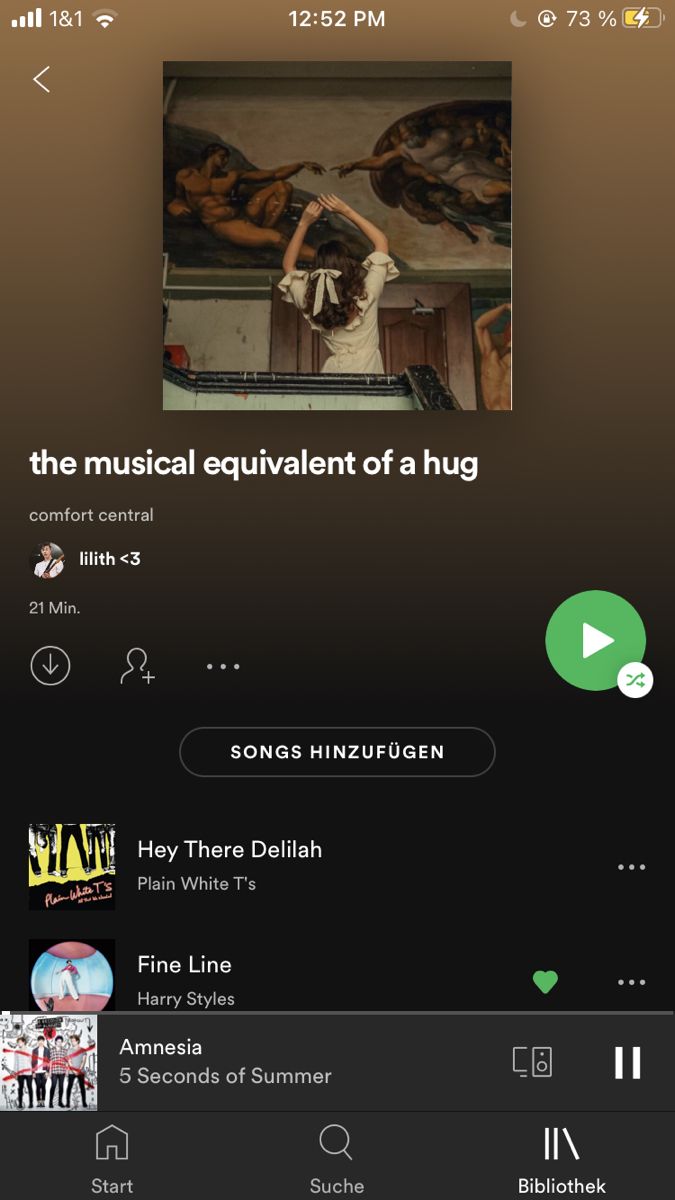 1&1 12:52 PM 73 %
the musical equivalent of a hug
comfort central
lilith <3
21 Min.
SONGS HINZUFÜGEN
Hey There Delilah
Plain White T's
Plain White T's
Fine Line
Harry Styles
Amnesia
5 Seconds of Summer
Start Suche Bibliothek